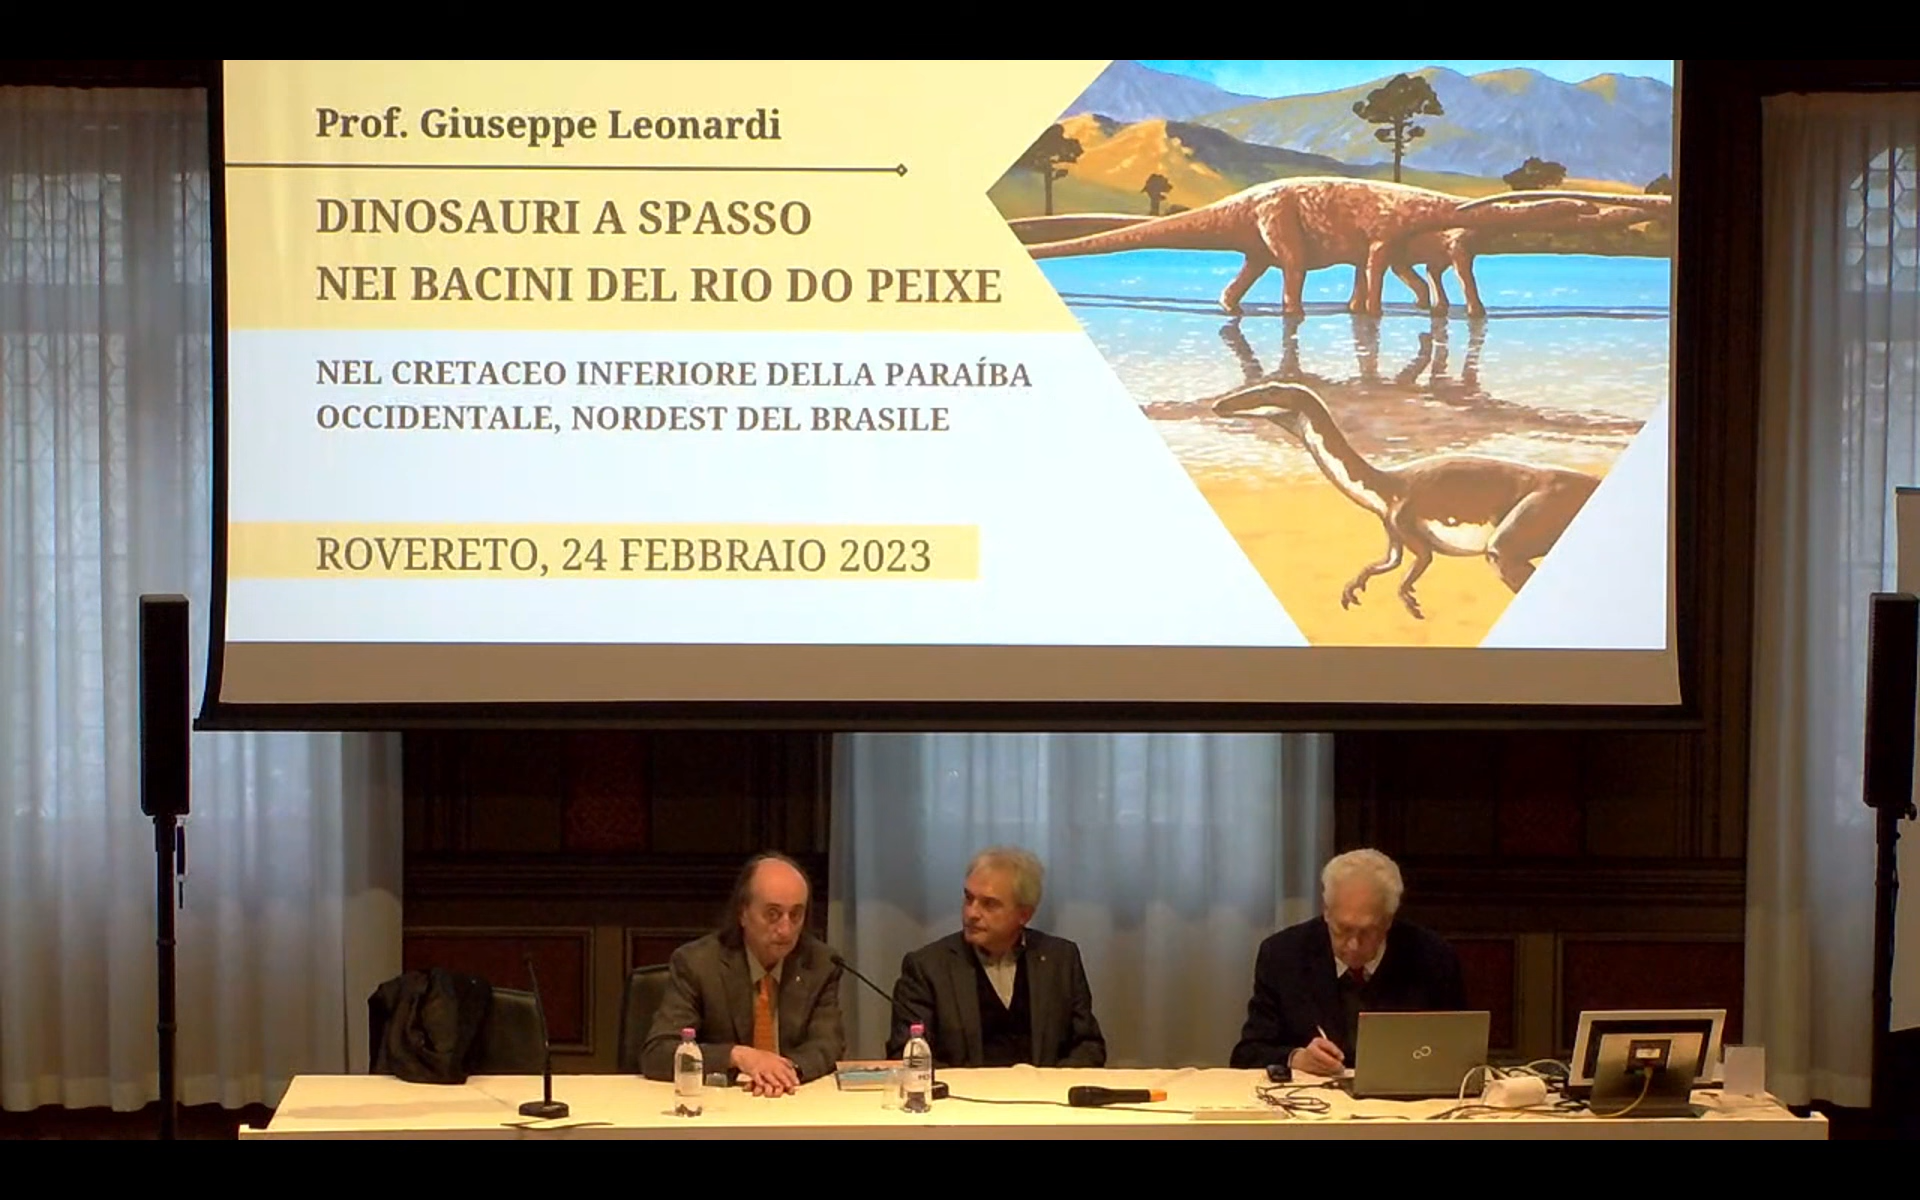 Prof. Giuseppe Leonardi
DINOSAURI A SPASSO
NEI BACINI DEL RIO DO PEIXE
NEL CRETACEO INFERIORE DELLA PARAÍBA
OCCIDENTALE, NORDEST DEL BRASILE
ROVERETO, 24 FEBBRAIO 2023